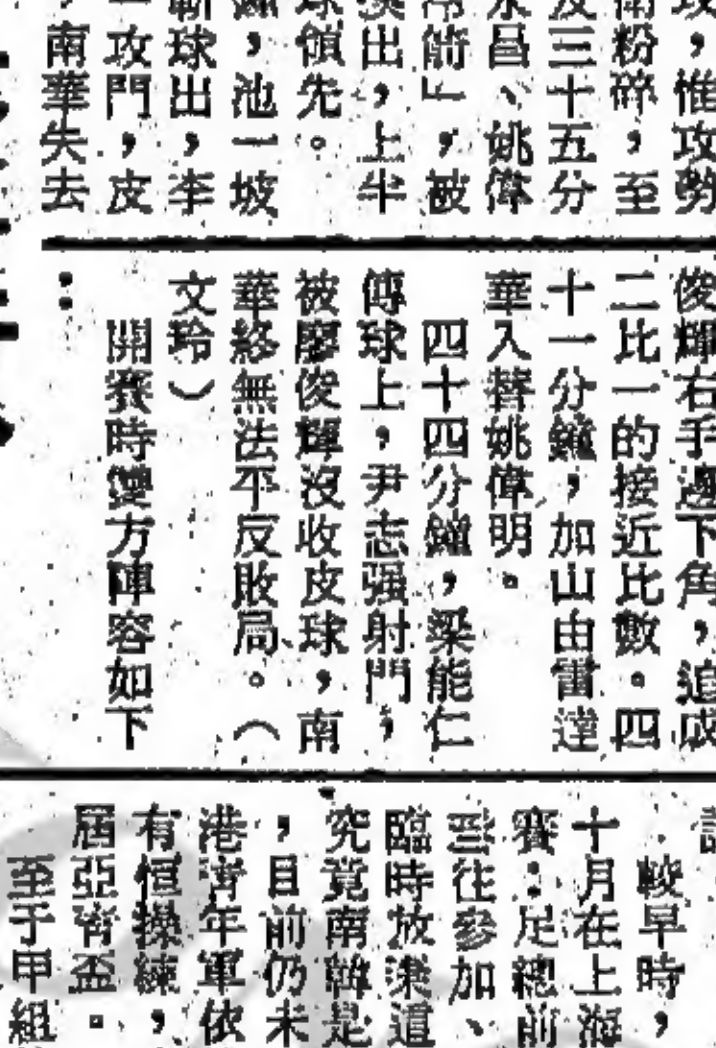 攻，惟攻勢
衛粉碎，至
及三十五分
永昌、姚偉
冷箭」，被
撲出，上半
球領先。
鐘，池一坡
斬球出，李
一攻門，皮
，南華失去
俊輝右手邊下角，追成
二比一的接近比數。四
十一分鐘，加山由雷達
華入替姚偉明。
四十四分鐘，梁能仁
傳球上，尹志强射門，
被廖俊輝沒收皮球，南
華終無法平反敗局。（
文玲）
開賽時雙方陣容如下
：
較早時，
十月在上海
賽：足總前
往參加、
臨時放棄這
究竟南韓是
，目前仍未
港青年軍依
有恒操練，
屆亞青盃。
至于甲組